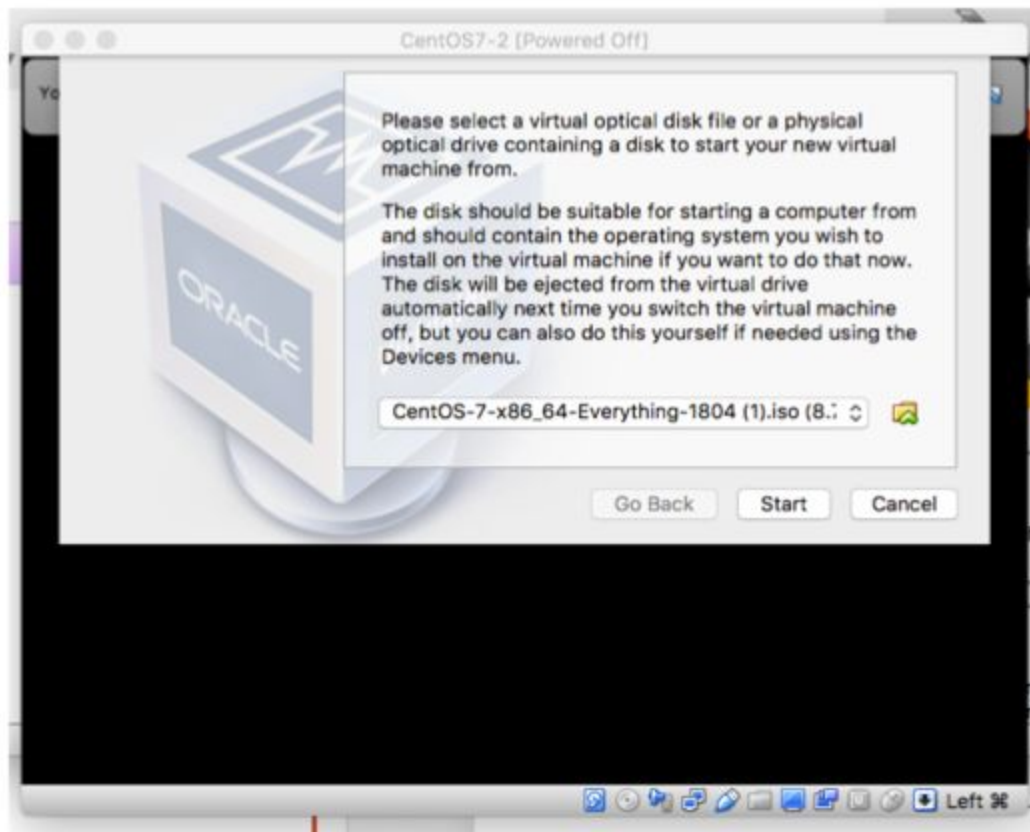 CentOS7-2 [Powered Off]
Yo
Please select a virtual optical disk file or a physical
optical drive containing a disk to start your new virtual
machine from.
The disk should be suitable for starting a computer from
and should contain the operating system you wish to
install on the virtual machine if you want to do that now.
The disk will be ejected from the virtual drive
automatically next time you switch the virtual machine
off, but you can also do this yourself if needed using the
Devices menu.
ORACLE
CentOS-7-x86_64-Everything-1804 (1).iso (8.
Go Back Start Cancel
Left ⌘